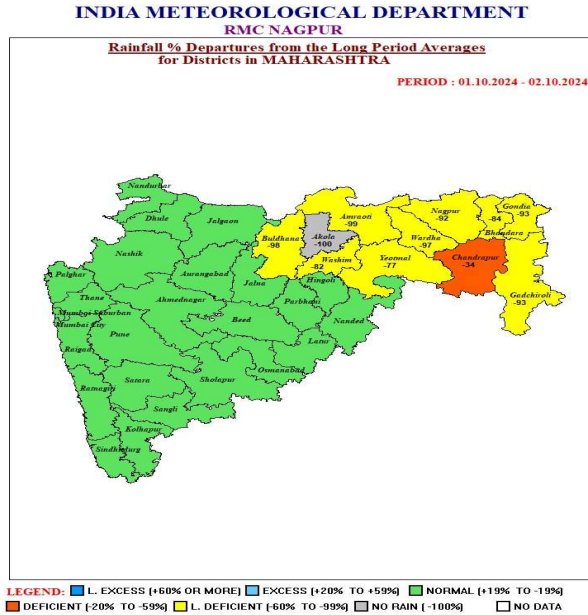 INDIA METEOROLOGICAL DEPARTMENT
RMC NAGPUR
Rainfall % Departures from the Long Period Averages
for Districts in MAHARASHTRA
PERIOD : 01.10.2024 - 02.10.2024
Nandurbar
Dhule
Jalgaon
Buldhana
-98
Akola
-100
Amraoti
-99
Nagpur
-92
-84
Gondia
-93
Bhandara
Wardha
-97
Washim
-82
Yeotmal
-77
Chandrapur
-34
Gadchiroli
-93
Nashik
Aurangabad
Jalna
Hingoli
Parbhani
Nanded
Palghar
Thane
Mumbai Suburban
Mumbai City
Ahmednagar
Beed
Latur
Raigad
Pune
Osmanabad
Ratnagiri
Satara
Sholapur
Sangli
Kolhapur
Sindhudurg
LEGEND: L. EXCESS (+60% OR MORE) EXCESS (+20% TO +59%) NORMAL (+19% TO -19%)
DEFICIENT (-20% TO -59%) L. DEFICIENT (-60% TO -99%) NO RAIN (-100%) NO DATA